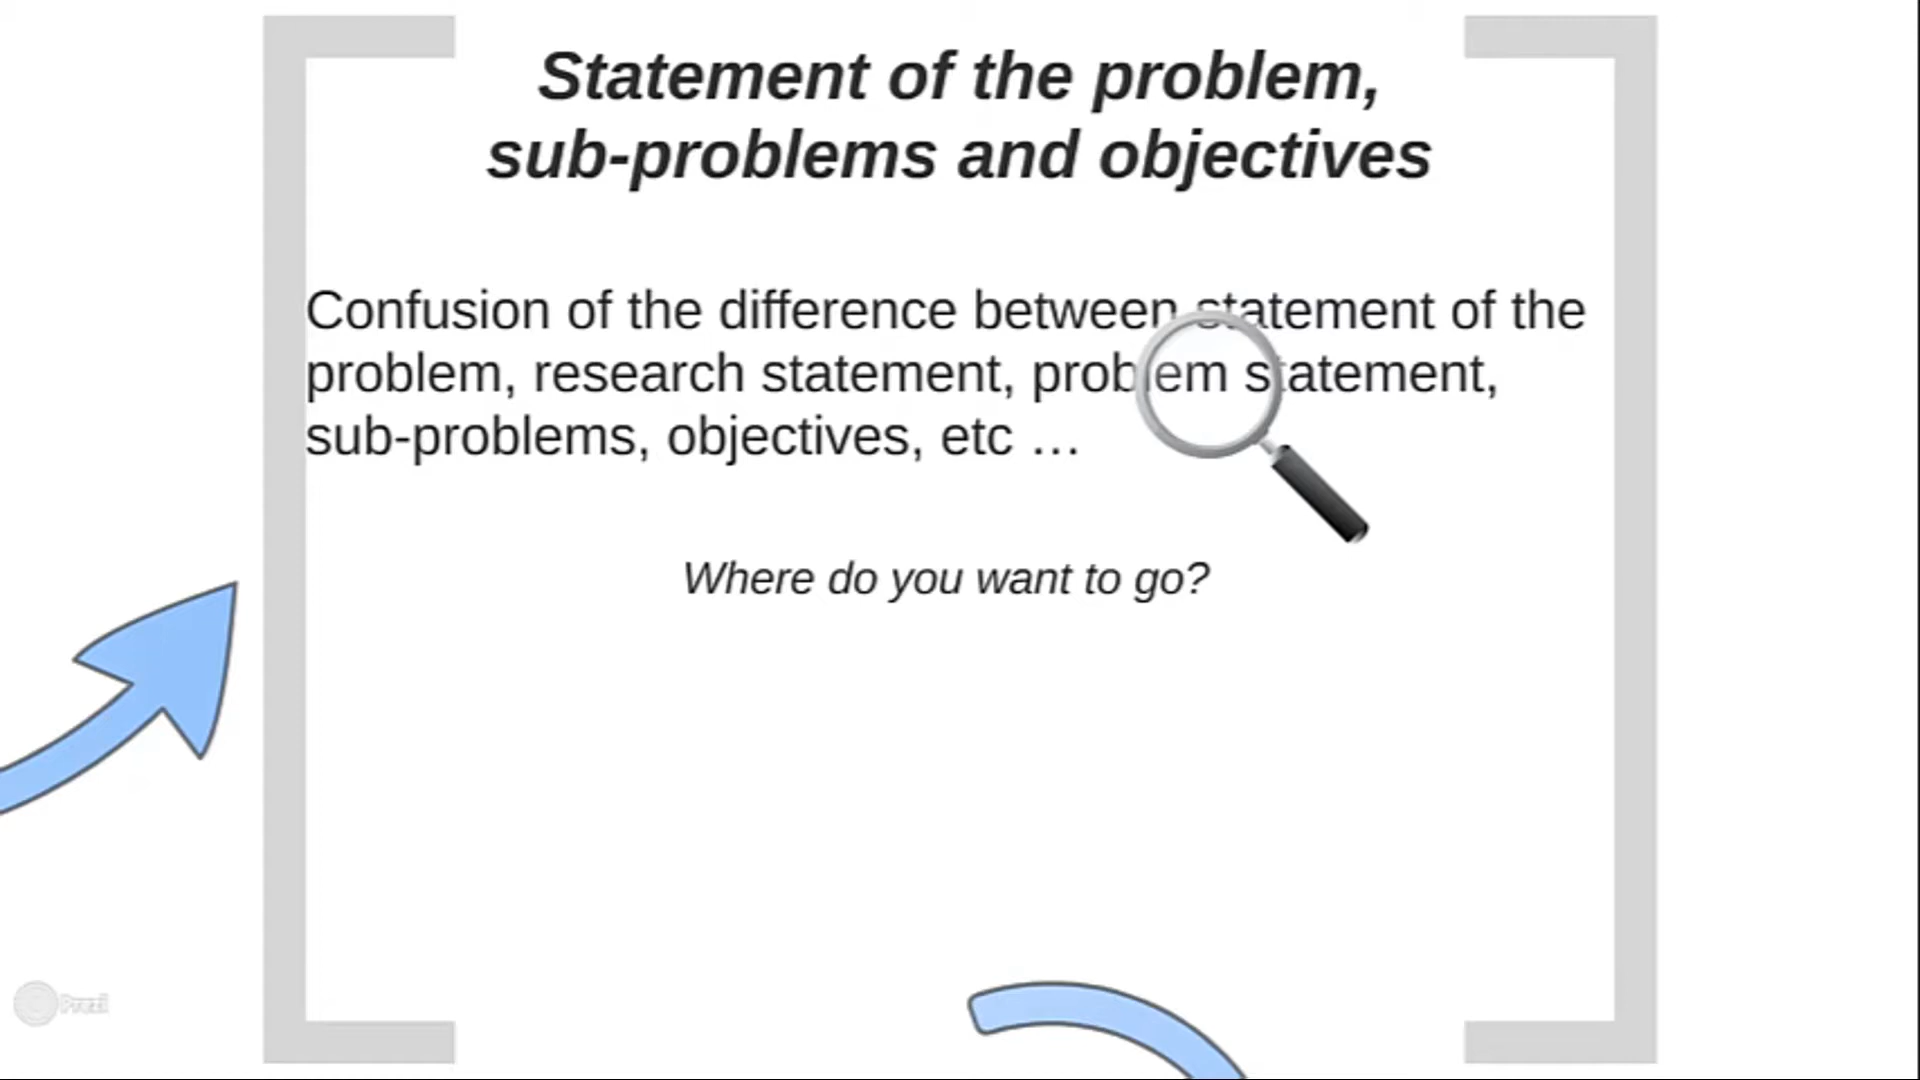 Statement of the problem,
sub-problems and objectives
Confusion of the difference between statement of the
problem, research statement, problem statement,
sub-problems, objectives, etc …
Where do you want to go?
Prezi